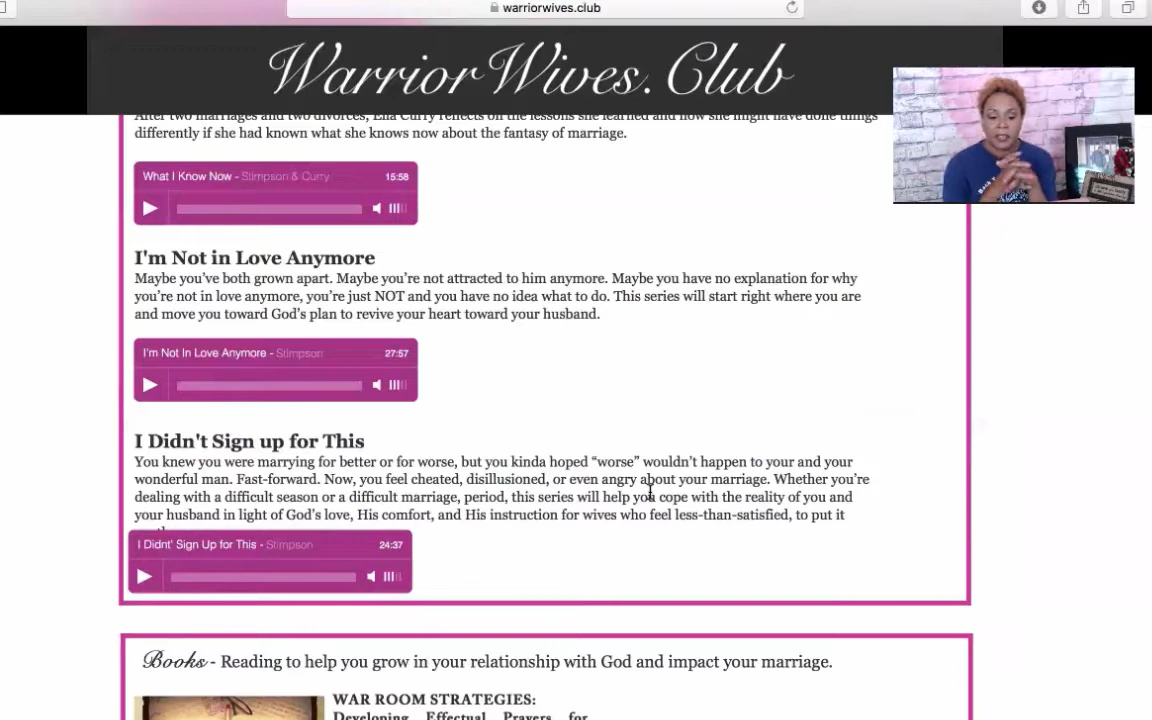 warriorwives.club
WarriorWives.Club
After two marriages and two divorces, Ella Curry reflects on the lessons she learned and how she might have done things
differently if she had known what she knows now about the fantasy of marriage.
What I Know Now - Stimpson & Curry 15:58
I'm Not in Love Anymore
Maybe you've both grown apart. Maybe you're not attracted to him anymore. Maybe you have no explanation for why
you're not in love anymore, you're just NOT and you have no idea what to do. This series will start right where you are
and move you toward God's plan to revive your heart toward your husband.
I'm Not In Love Anymore - Stimpson 27:57
I Didn't Sign up for This
You knew you were marrying for better or for worse, but you kinda hoped “worse” wouldn't happen to your and your
wonderful man. Fast-forward. Now, you feel cheated, disillusioned, or even angry about your marriage. Whether you're
dealing with a difficult season or a difficult marriage, period, this series will help you cope with the reality of you and
your husband in light of God's love, His comfort, and His instruction for wives who feel less-than-satisfied, to put it
I Didnt' Sign Up for This - Stimpson 24:37
Books - Reading to help you grow in your relationship with God and impact your marriage.
WAR ROOM STRATEGIES:
Developing Effectual Prayers for